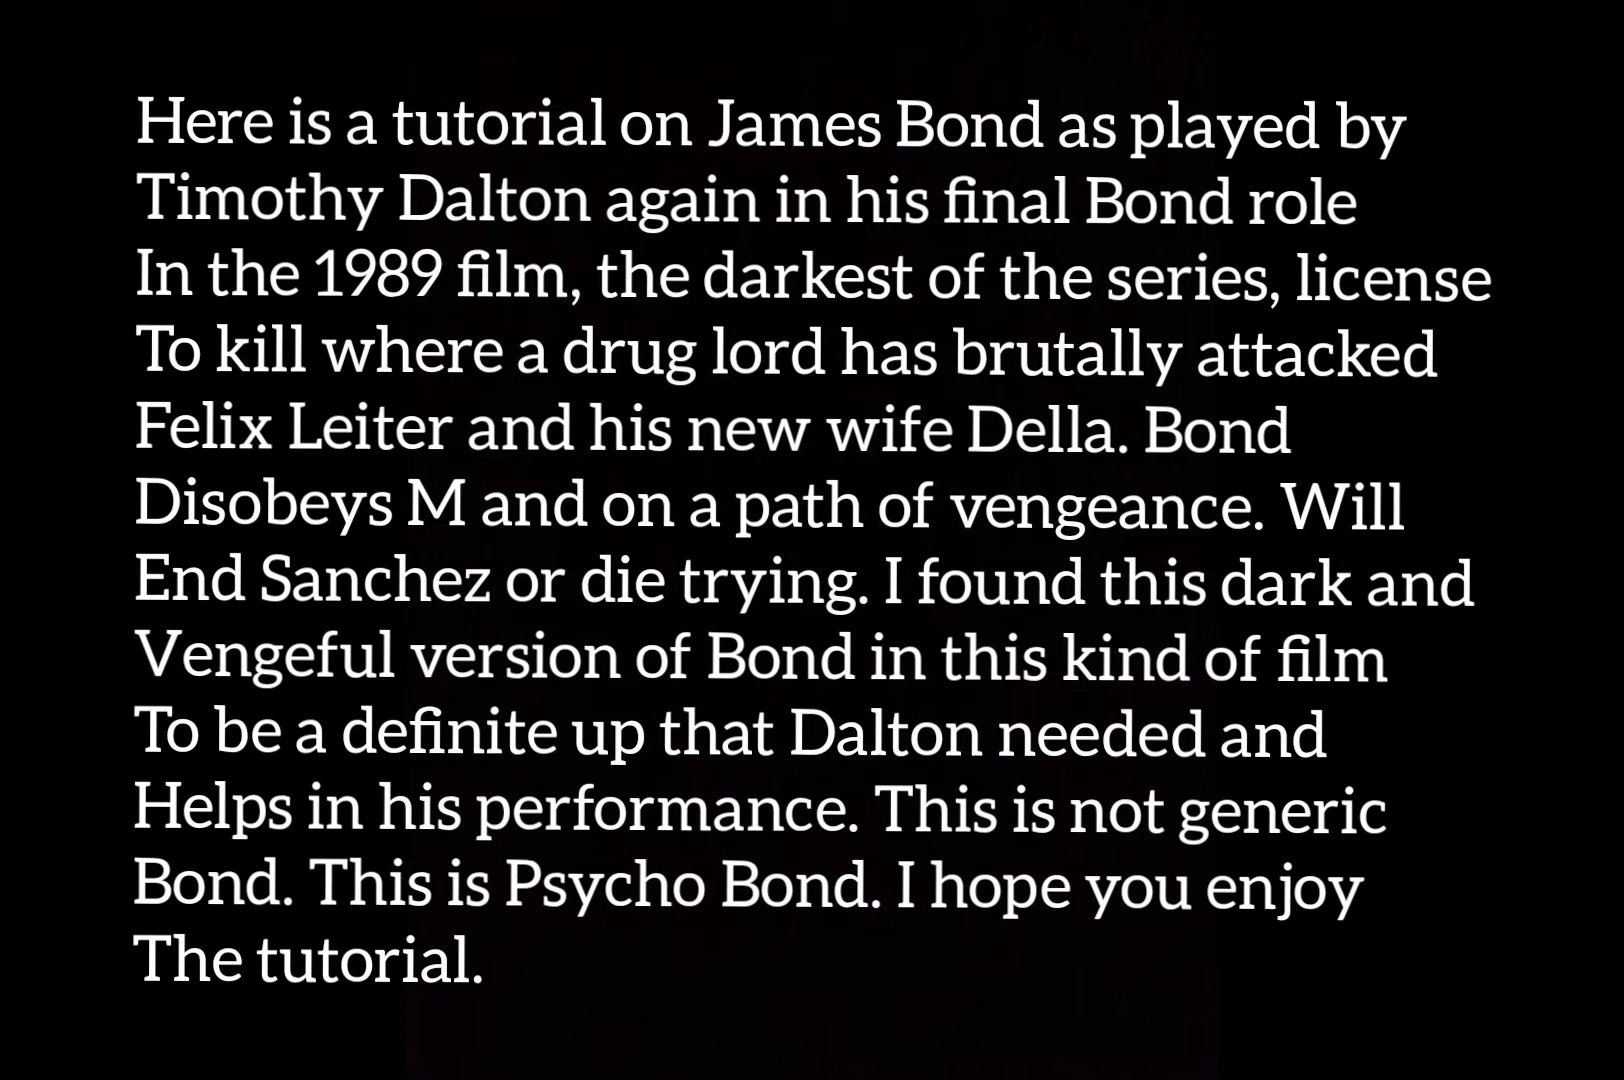 Here is a tutorial on James Bond as played by
Timothy Dalton again in his final Bond role
In the 1989 film, the darkest of the series, license
To kill where a drug lord has brutally attacked
Felix Leiter and his new wife Della. Bond
Disobeys M and on a path of vengeance. Will
End Sanchez or die trying. I found this dark and
Vengeful version of Bond in this kind of film
To be a definite up that Dalton needed and
Helps in his performance. This is not generic
Bond. This is Psycho Bond. I hope you enjoy
The tutorial.